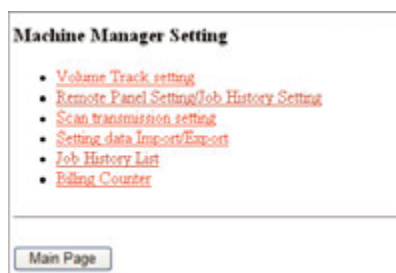 Machine Manager Setting
Volume Track setting
Remote Panel Setting/Job History Setting
Scan transmission setting
Setting data Import/Export
Job History List
Billing Counter
Main Page